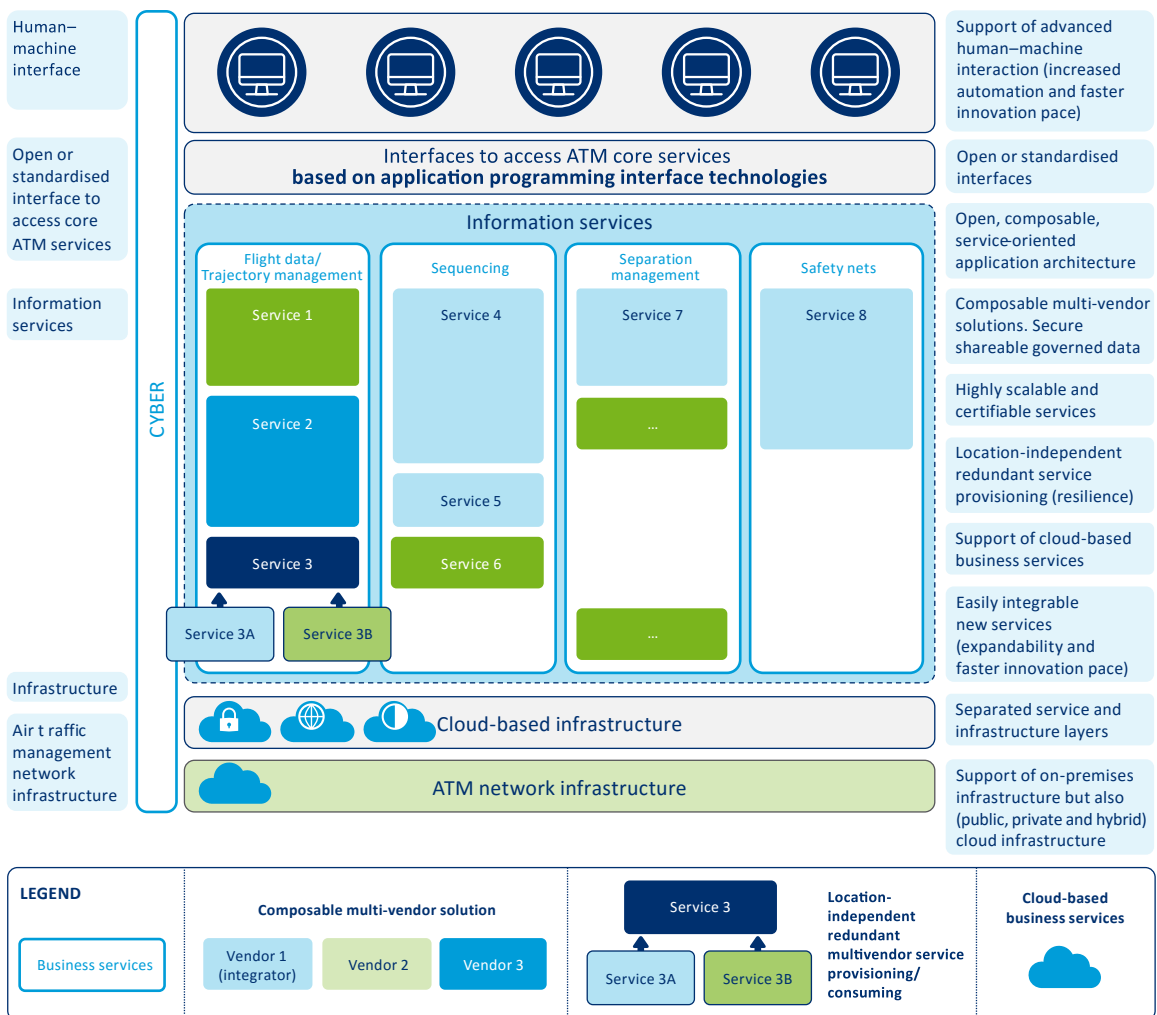 Human–
machine
interface
Open or
standardised
interface to
access core
ATM services
Information
services
Infrastructure
Air t raffic
management
network
infrastructure
CYBER
Interfaces to access ATM core services
based on application programming interface technologies
Information services
Flight data/
Trajectory management
Service 1
Service 2
Service 3
Service 3A
Service 3B
Sequencing
Service 4
Service 5
Service 6
Separation
management
Service 7
...
...
Safety nets
Service 8
Cloud-based infrastructure
ATM network infrastructure
Support of advanced
human–machine
interaction (increased
automation and faster
innovation pace)
Open or standardised
interfaces
Open, composable,
service-oriented
application architecture
Composable multi-vendor
solutions. Secure
shareable governed data
Highly scalable and
certifiable services
Location-independent
redundant service
provisioning (resilience)
Support of cloud-based
business services
Easily integrable
new services
(expandability and
faster innovation pace)
Separated service and
infrastructure layers
Support of on-premises
infrastructure but also
(public, private and hybrid)
cloud infrastructure
LEGEND
Business services
Composable multi-vendor solution
Vendor 1
(integrator)
Vendor 2
Vendor 3
Service 3
Service 3A
Service 3B
Location-
independent
redundant
multivendor service
provisioning/
consuming
Cloud-based
business services